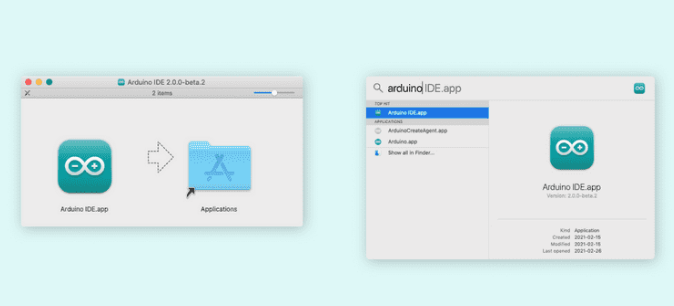 Arduino IDE 2.0.0-beta.2
2 items
Arduino IDE.app
Applications
arduino IDE.app
TOP HIT
Arduino IDE.app
APPLICATIONS
ArduinoCreateAgent.app
Arduino.app
Show all in Finder...
Arduino IDE.app
Version: 2.0.0-beta.2
Kind Application
Created 2021-02-15
Modified 2021-02-15
Last opened 2021-02-26